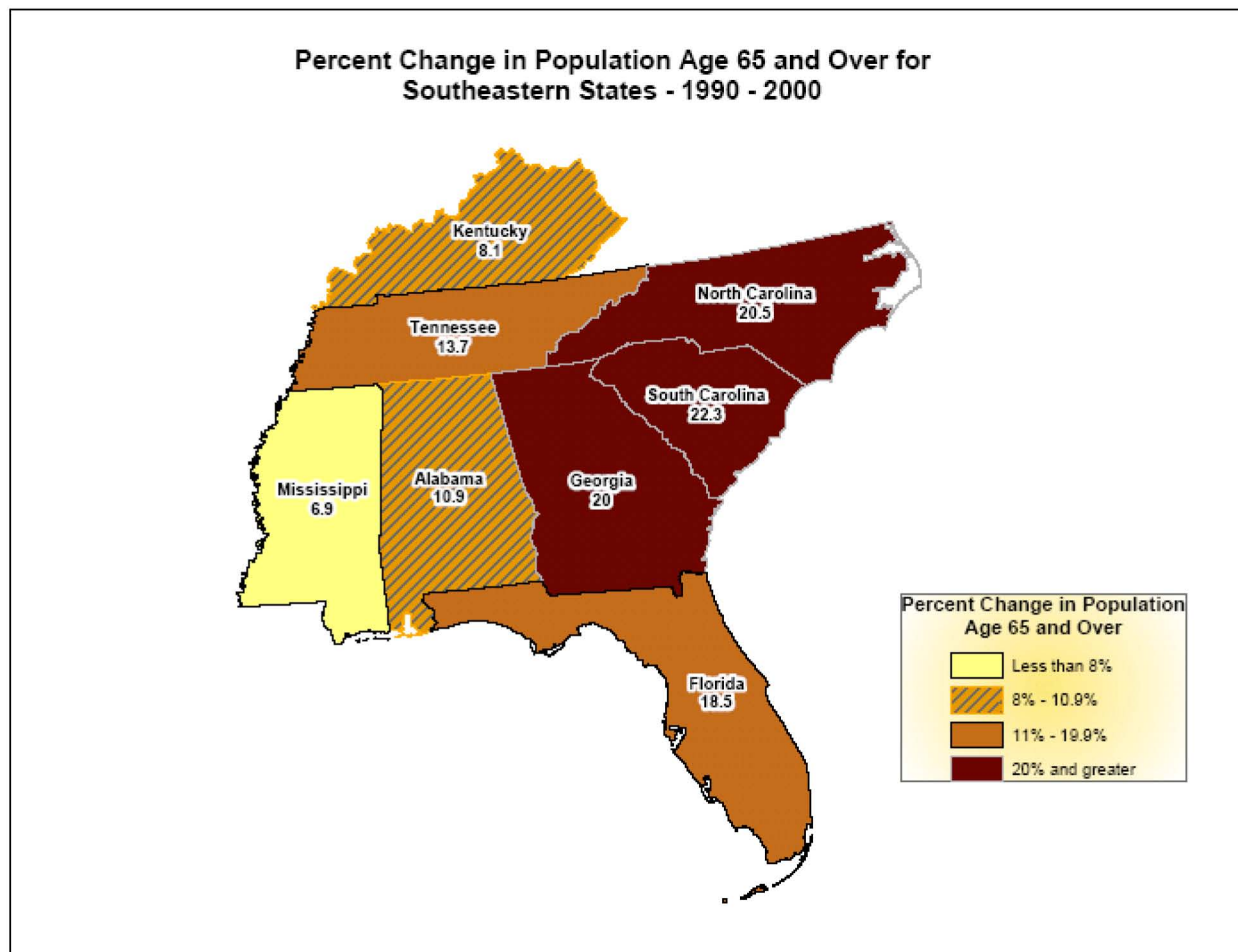 Percent Change in Population Age 65 and Over for
Southeastern States - 1990 - 2000
Kentucky
8.1
North Carolina
20.5
Tennessee
13.7
South Carolina
22.3
Mississippi
6.9
Alabama
10.9
Georgia
20
Florida
18.5
Percent Change in Population
Age 65 and Over
Less than 8%
8% - 10.9%
11% - 19.9%
20% and greater